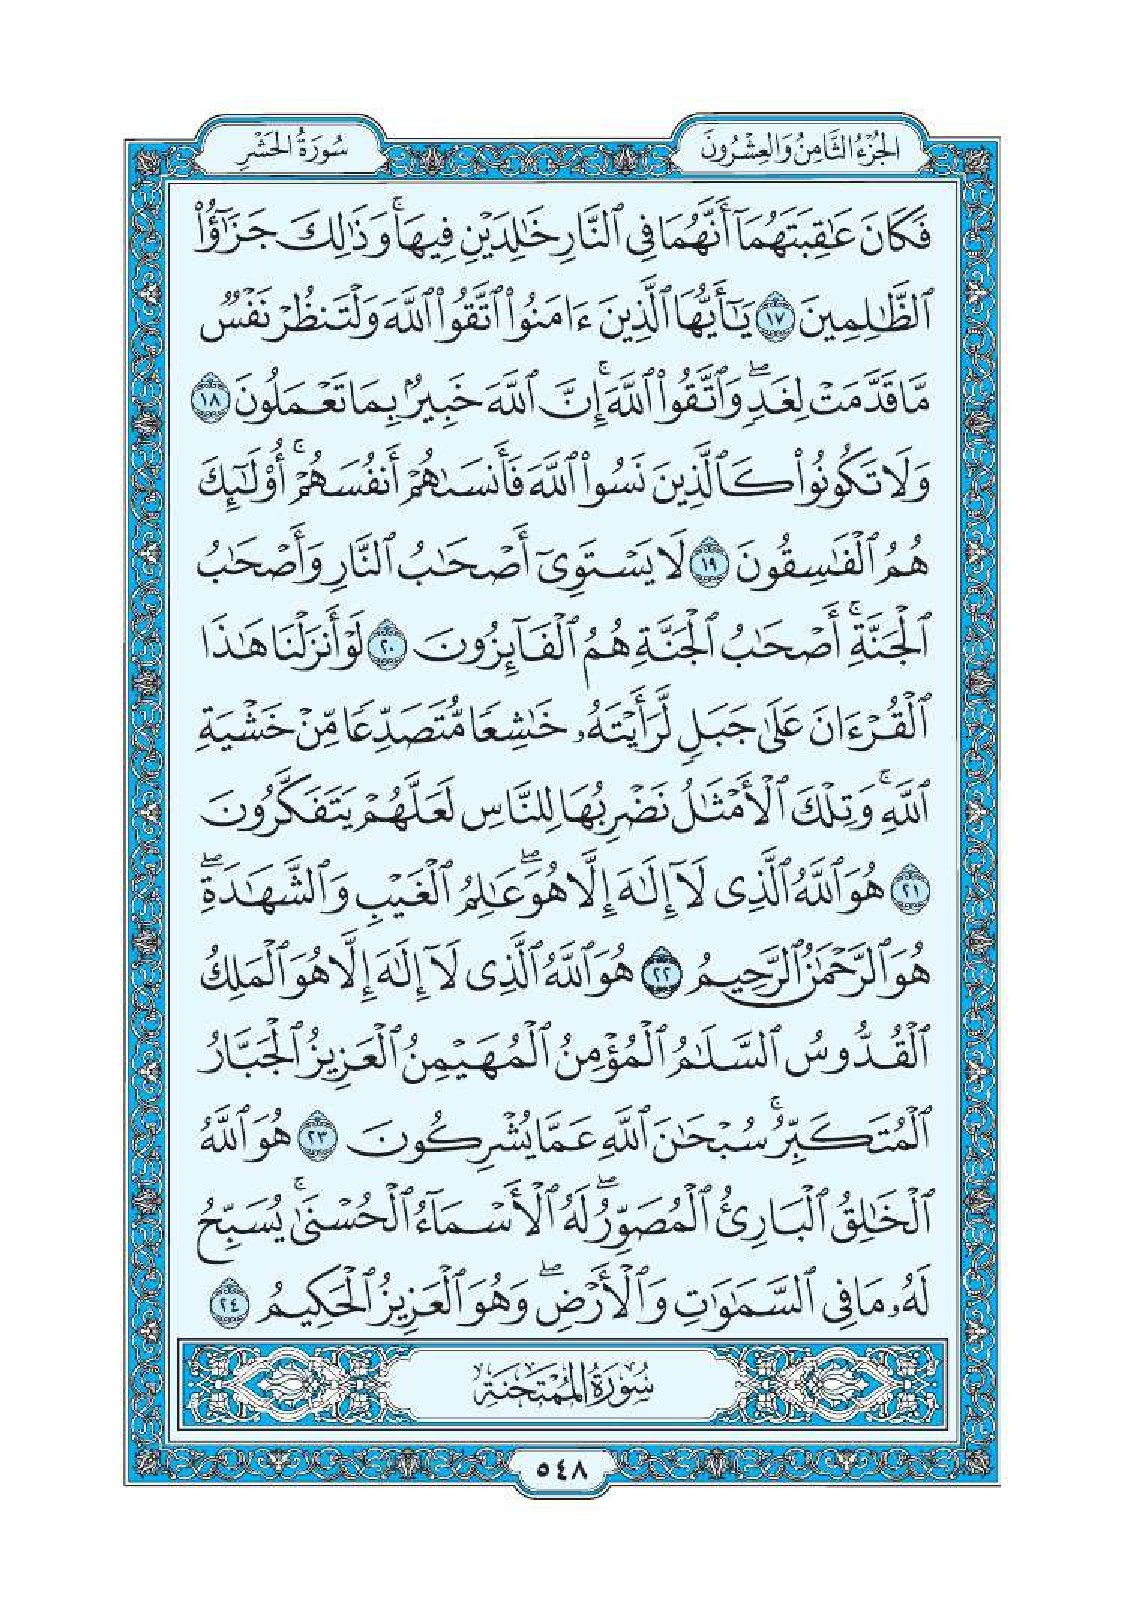 الجُزْءُ الثَّامِنُ وَالعِشْرُونَ
سُورَةُ الحَشْرِ
فَكَانَ عَٰقِبَتَهُمَآ أَنَّهُمَا فِى ٱلنَّارِ خَٰلِدَيْنِ فِيهَاۚ وَذَٰلِكَ جَزَٰٓؤُا۟
ٱلظَّٰلِمِينَ ١٧ يَٰٓأَيُّهَا ٱلَّذِينَ ءَامَنُوا۟ ٱتَّقُوا۟ ٱللَّهَ وَلْتَنظُرْ نَفْسٌ
مَّا قَدَّمَتْ لِغَدٍۖ وَٱتَّقُوا۟ ٱللَّهَۚ إِنَّ ٱللَّهَ خَبِيرٌۢ بِمَا تَعْمَلُونَ ١٨
وَلَا تَكُونُوا۟ كَٱلَّذِينَ نَسُوا۟ ٱللَّهَ فَأَنسَىٰهُمْ أَنفُسَهُمْۚ أُو۟لَٰٓئِكَ
هُمُ ٱلْفَٰسِقُونَ ١٩ لَا يَسْتَوِىٓ أَصْحَٰبُ ٱلنَّارِ وَأَصْحَٰبُ
ٱلْجَنَّةِۚ أَصْحَٰبُ ٱلْجَنَّةِ هُمُ ٱلْفَآئِزُونَ ٢٠ لَوْ أَنزَلْنَا هَٰذَا
ٱلْقُرْءَانَ عَلَىٰ جَبَلٍ لَّرَأَيْتَهُۥ خَٰشِعًا مُّتَصَدِّعًا مِّنْ خَشْيَةِ
ٱللَّهِۚ وَتِلْكَ ٱلْأَمْثَٰلُ نَضْرِبُهَا لِلنَّاسِ لَعَلَّهُمْ يَتَفَكَّرُونَ
٢١ هُوَ ٱللَّهُ ٱلَّذِى لَآ إِلَٰهَ إِلَّا هُوَۖ عَٰلِمُ ٱلْغَيْبِ وَٱلشَّهَٰدَةِۖ
هُوَ ٱلرَّحْمَٰنُ ٱلرَّحِيمُ ٢٢ هُوَ ٱللَّهُ ٱلَّذِى لَآ إِلَٰهَ إِلَّا هُوَ ٱلْمَلِكُ
ٱلْقُدُّوسُ ٱلسَّلَٰمُ ٱلْمُؤْمِنُ ٱلْمُهَيْمِنُ ٱلْعَزِيزُ ٱلْجَبَّارُ
ٱلْمُتَكَبِّرُۚ سُبْحَٰنَ ٱللَّهِ عَمَّا يُشْرِكُونَ ٢٣ هُوَ ٱللَّهُ
ٱلْخَٰلِقُ ٱلْبَارِئُ ٱلْمُصَوِّرُۖ لَهُ ٱلْأَسْمَآءُ ٱلْحُسْنَىٰۚ يُسَبِّحُ
لَهُۥ مَا فِى ٱلسَّمَٰوَٰتِ وَٱلْأَرْضِۖ وَهُوَ ٱلْعَزِيزُ ٱلْحَكِيمُ ٢٤
سُورَةُ المُمْتَحنَةِ
٥٤٨